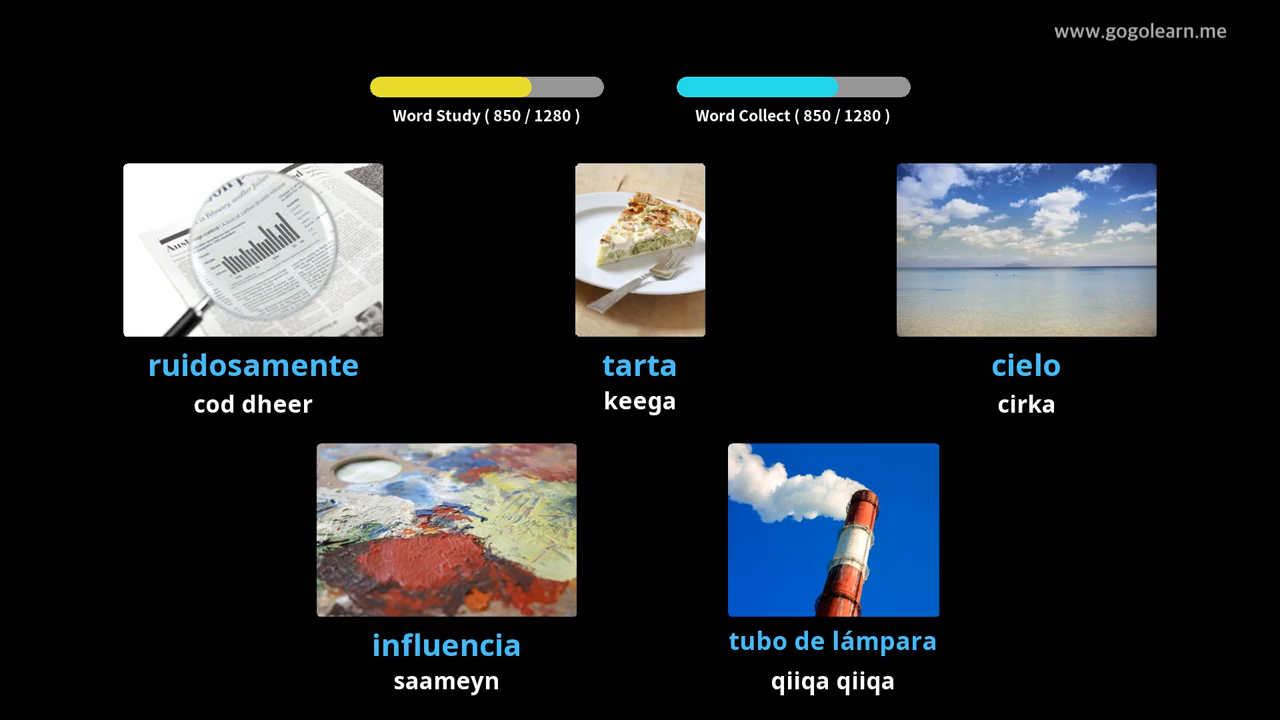 www.gogolearn.me
Word Study ( 850 / 1280 )
Word Collect ( 850 / 1280 )
ruidosamente
cod dheer
tarta
keega
cielo
cirka
influencia
saameyn
tubo de lámpara
qiiqa qiiqa